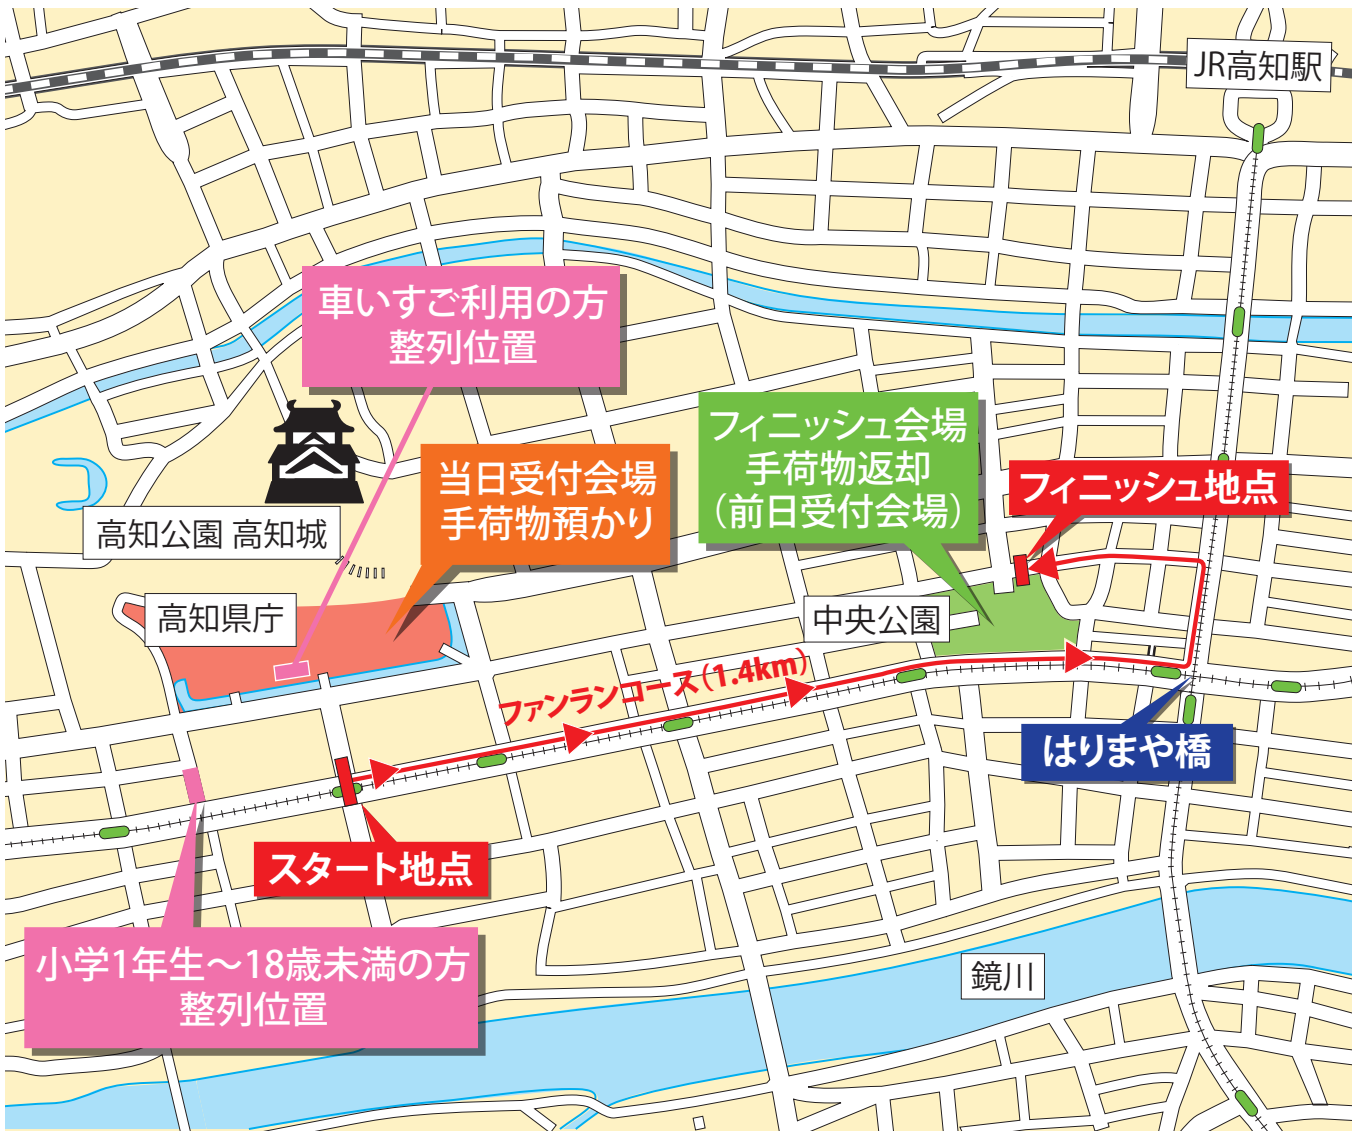 JR高知駅
車いすご利用の方
整列位置
フィニッシュ会場
手荷物返却
（前日受付会場）
当日受付会場
手荷物預かり
フィニッシュ地点
高知公園 高知城
高知県庁
中央公園
ファンランコース（1.4km）
はりまや橋
スタート地点
小学1年生～18歳未満の方
整列位置
鏡川